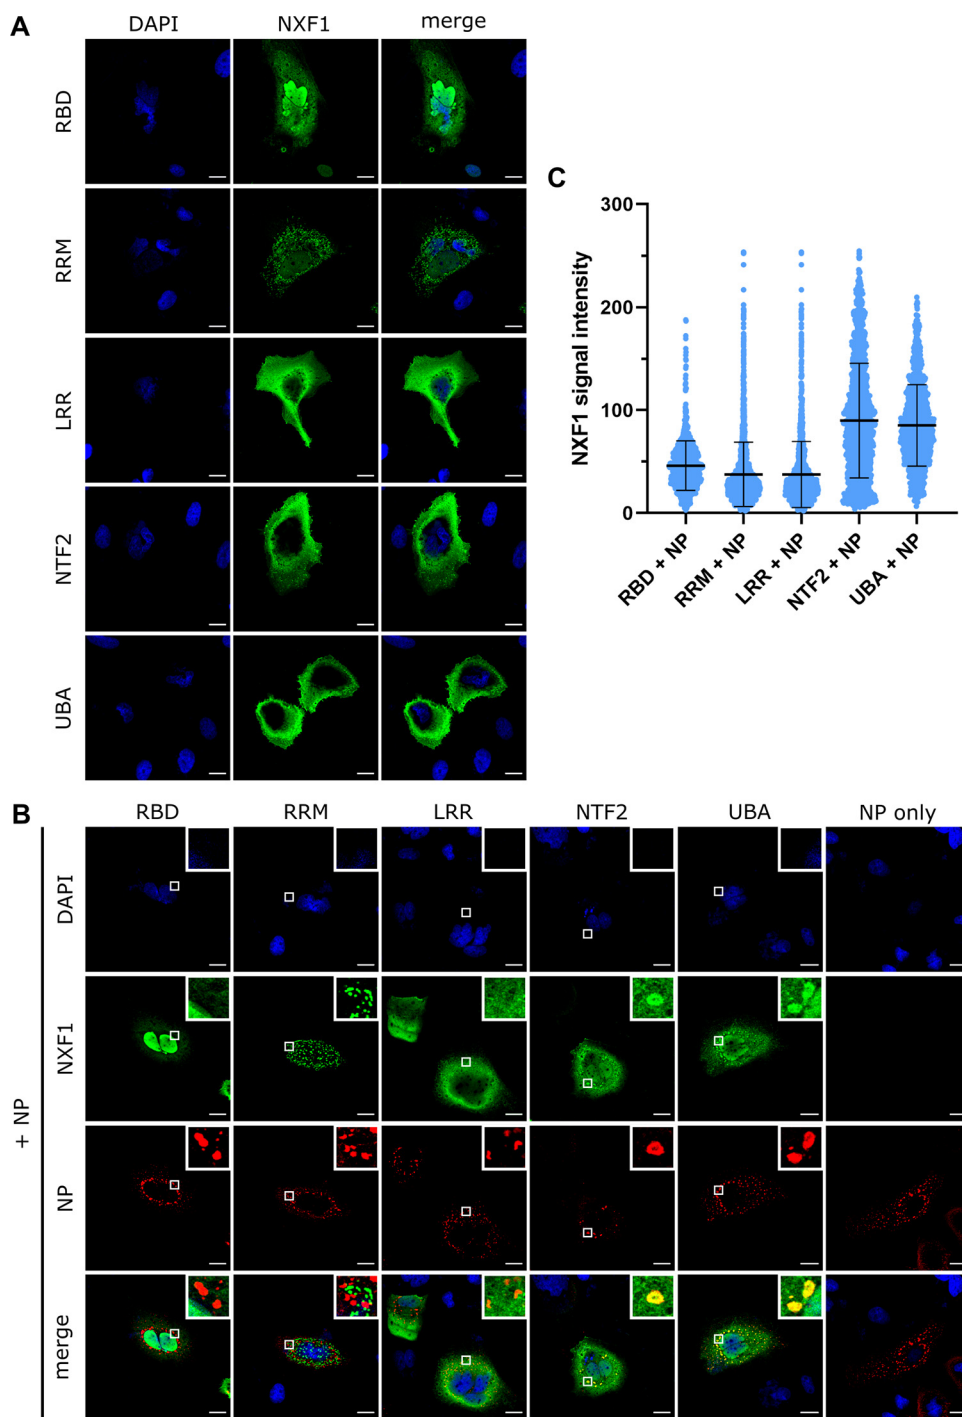 A
DAPI NXF1 merge
RBD
RRM
LRR
NTF2
UBA
C
NXF1 signal intensity
300
200
100
0
RBD + NP
RRM + NP
LRR + NP
NTF2 + NP
UBA + NP
B
RBD RRM LRR NTF2 UBA NP only
+ NP
DAPI
NXF1
NP
merge